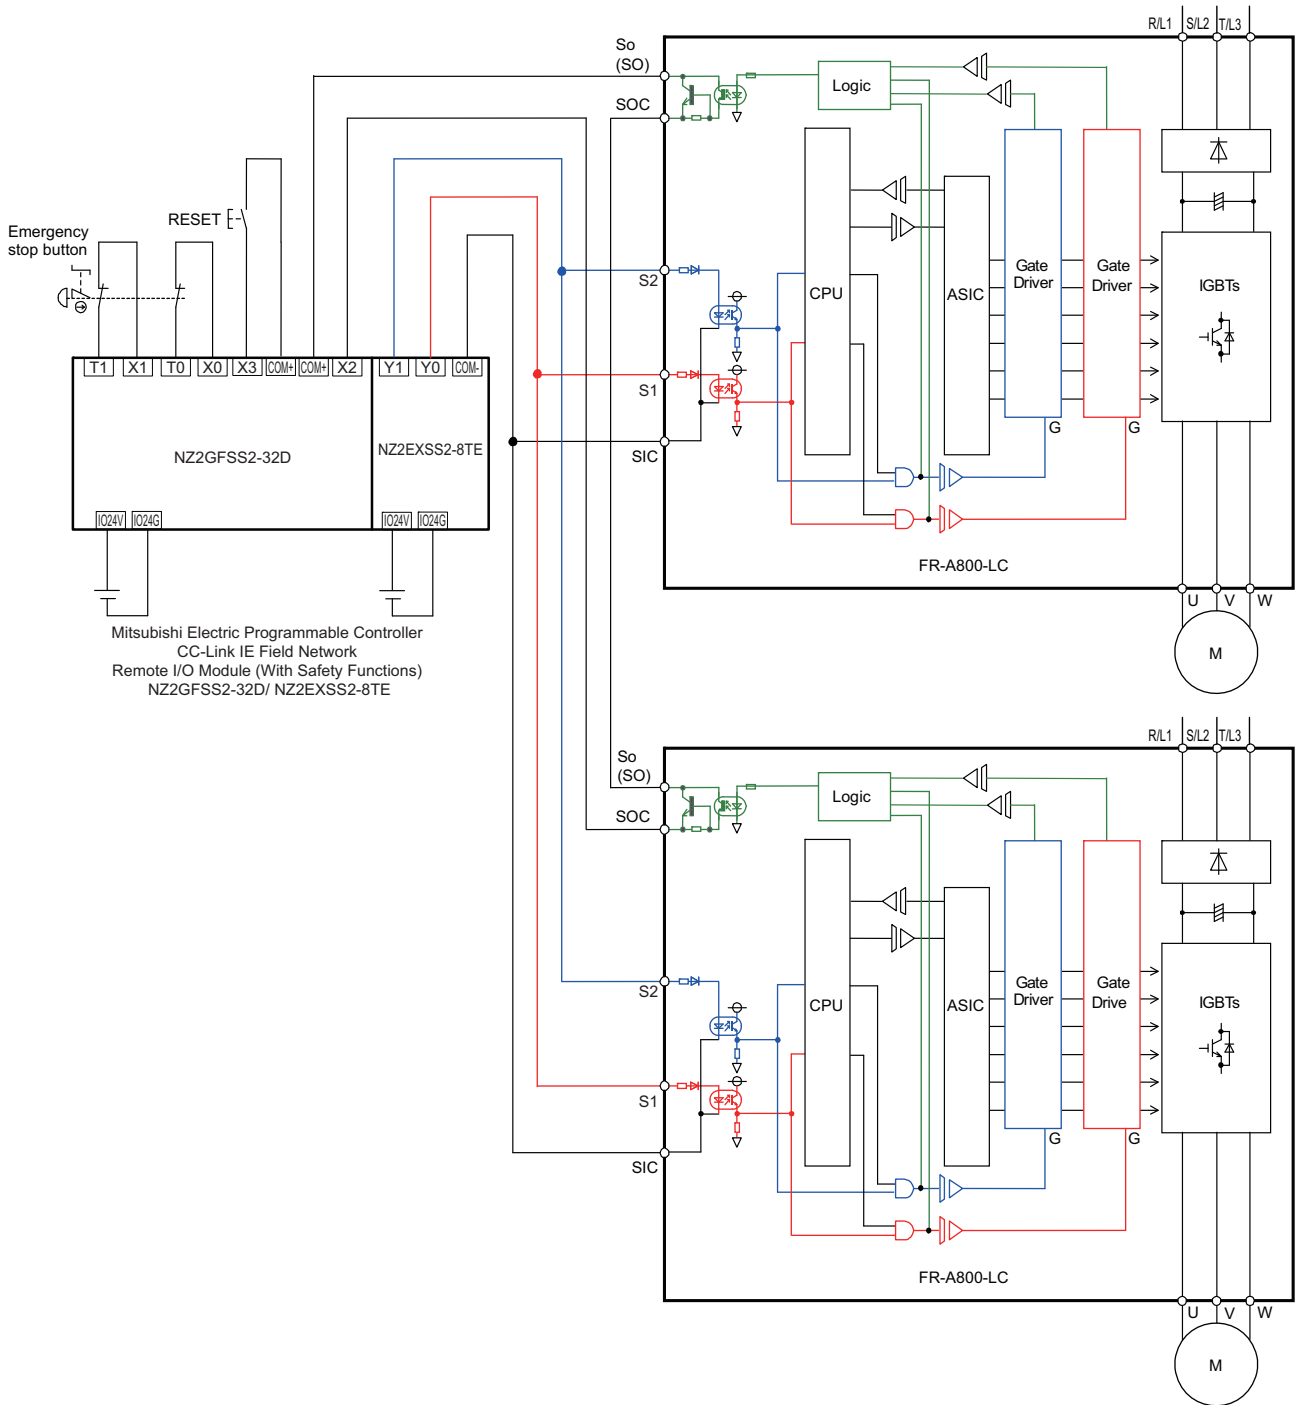 R/L1 S/L2 T/L3
So
(SO)
SOC
Logic
RESET
Emergency
stop button
S2
CPU
ASIC
Gate
Driver
Gate
Driver
IGBTs
T1 X1 T0 X0 X3 COM+ COM+ X2 Y1 Y0 COM-
S1
G
G
SIC
NZ2GFSS2-32D
NZ2EXSS2-8TE
IO24V IO24G
IO24V IO24G
FR-A800-LC
U V W
M
Mitsubishi Electric Programmable Controller
CC-Link IE Field Network
Remote I/O Module (With Safety Functions)
NZ2GFSS2-32D/ NZ2EXSS2-8TE
R/L1 S/L2 T/L3
So
(SO)
SOC
Logic
S2
CPU
ASIC
Gate
Driver
Gate
Drive
IGBTs
S1
G
G
SIC
FR-A800-LC
U V W
M